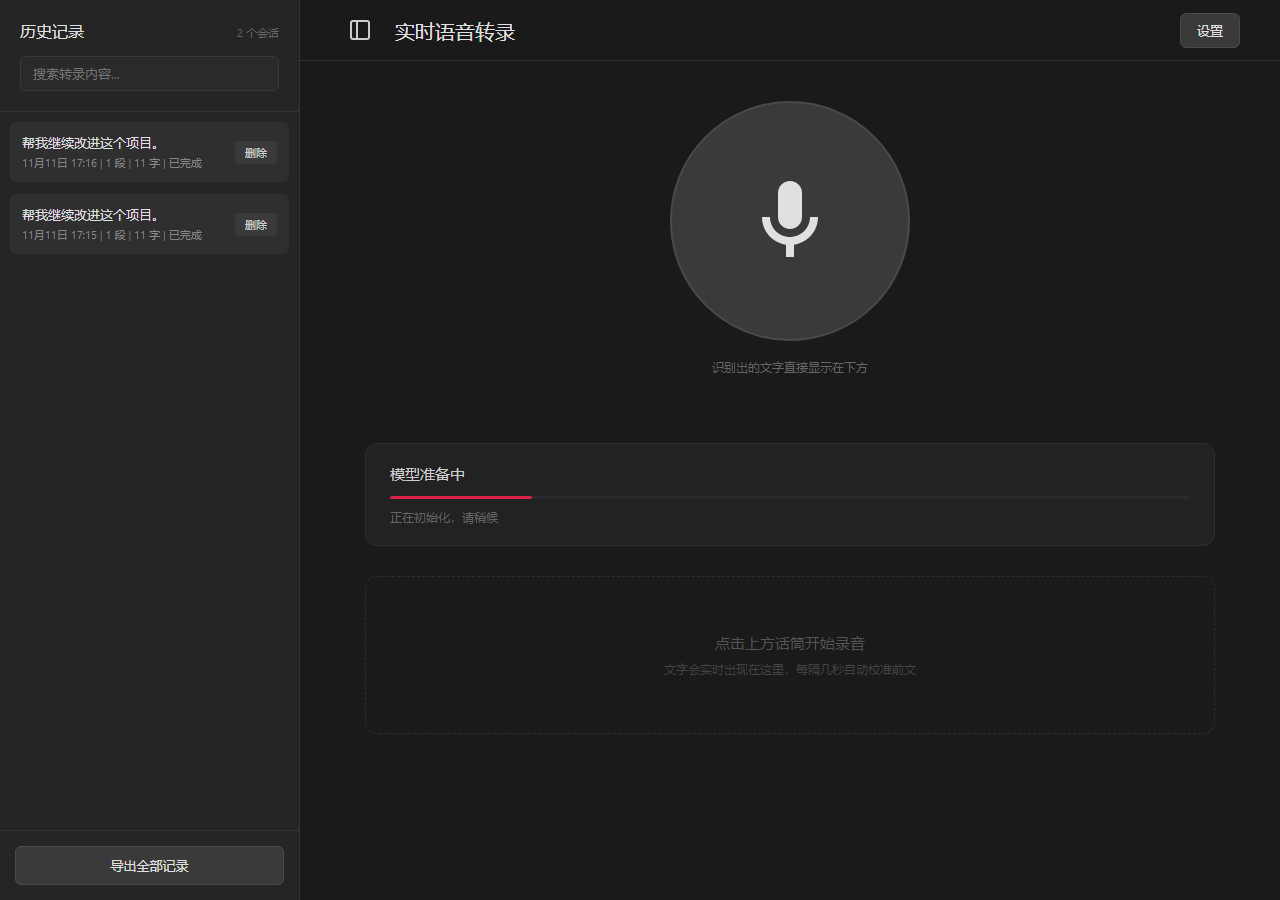 历史记录
2 个会话
搜索转录内容...
帮我继续改进这个项目。
11月11日 17:16 | 1 段 | 11 字 | 已完成
删除
帮我继续改进这个项目。
11月11日 17:15 | 1 段 | 11 字 | 已完成
删除
导出全部记录
实时语音转录
设置
识别出的文字直接显示在下方
模型准备中
正在初始化，请稍候
点击上方话筒开始录音
文字会实时出现在这里，每隔几秒自动校准前文